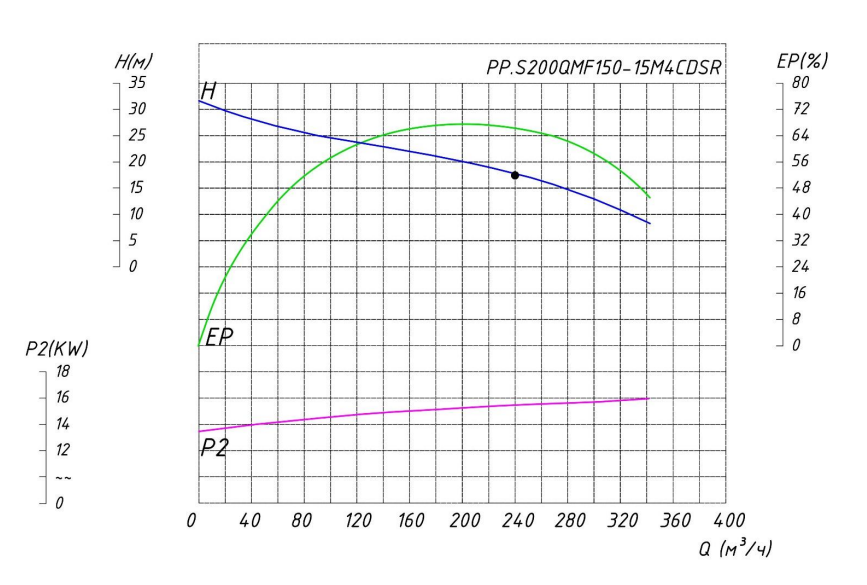 H(м)
EP(%)
PP.S200QMF150-15M4CDSR
35
H
80
30
72
25
64
20
56
15
48
10
40
5
32
0
24
16
8
EP
0
P2(KW)
18
16
14
P2
12
~~
0
0 40 80 120 160 200 240 280 320 360 400
Q (м³/ч)